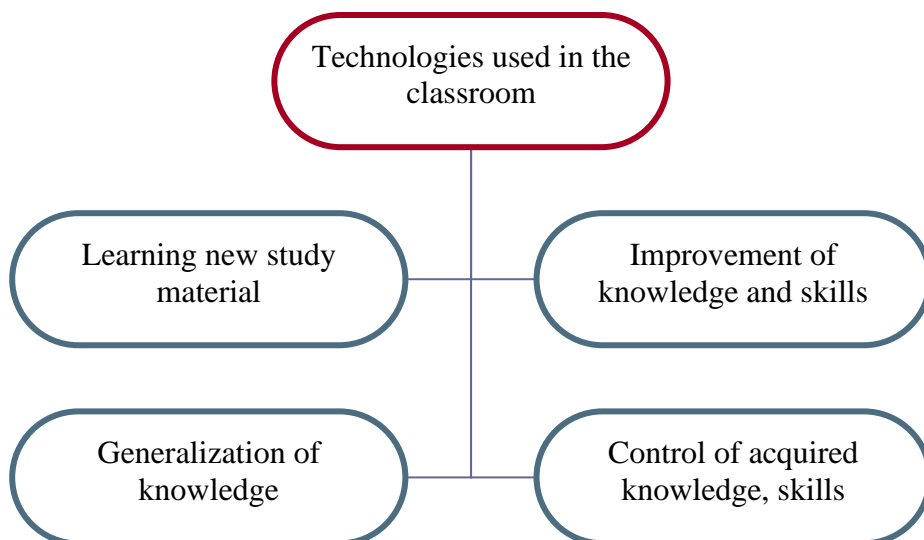 Technologies used in the
classroom
Learning new study
material
Improvement of
knowledge and skills
Generalization of
knowledge
Control of acquired
knowledge, skills